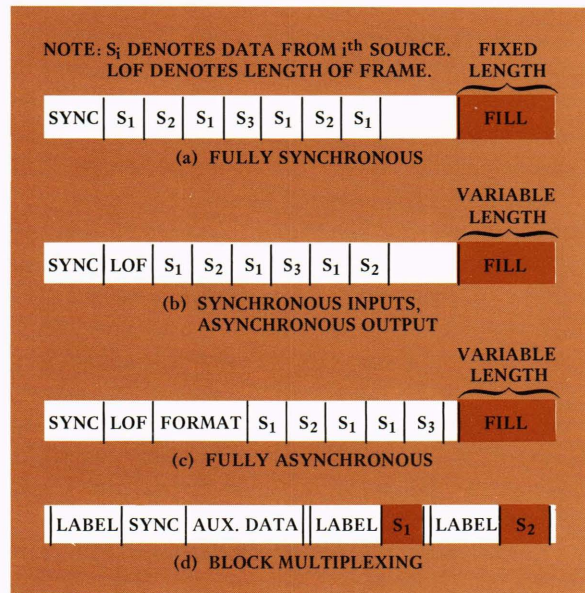 NOTE: Si DENOTES DATA FROM ith SOURCE.
LOF DENOTES LENGTH OF FRAME.
FIXED
LENGTH
SYNC S1 S2 S1 S3 S1 S2 S1 FILL
(a) FULLY SYNCHRONOUS
VARIABLE
LENGTH
SYNC LOF S1 S2 S1 S3 S1 S2 FILL
(b) SYNCHRONOUS INPUTS,
ASYNCHRONOUS OUTPUT
VARIABLE
LENGTH
SYNC LOF FORMAT S1 S2 S1 S1 S3 FILL
(c) FULLY ASYNCHRONOUS
LABEL SYNC AUX. DATA LABEL S1 LABEL S2
(d) BLOCK MULTIPLEXING